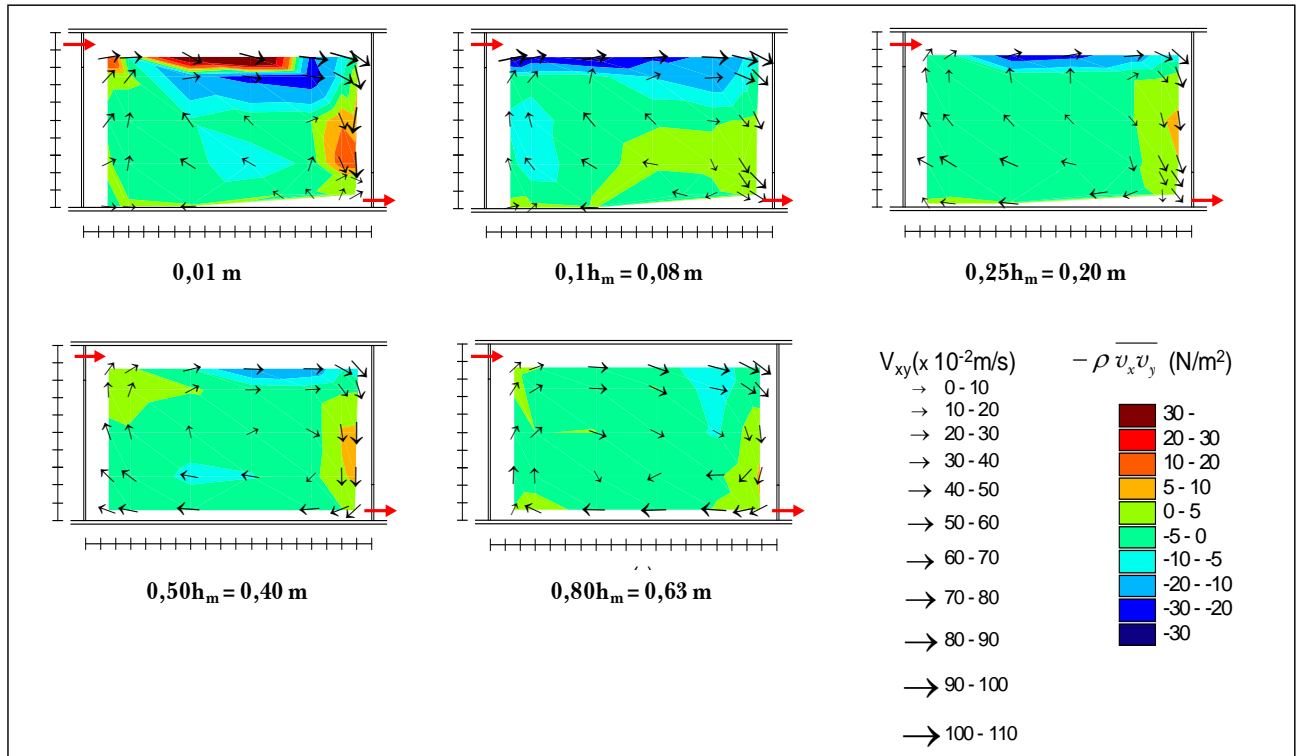 0,01 m
0,1hm = 0,08 m
0,25hm = 0,20 m
0,50hm = 0,40 m
0,80hm = 0,63 m
Vxy(x 10-2m/s)
0 - 10
10 - 20
20 - 30
30 - 40
40 - 50
50 - 60
60 - 70
70 - 80
80 - 90
90 - 100
100 - 110
−ρ v̅x̅v̅y̅ (N/m2)
30 -
20 - 30
10 - 20
5 - 10
0 - 5
-5 - 0
-10 - -5
-20 - -10
-30 - -20
-30